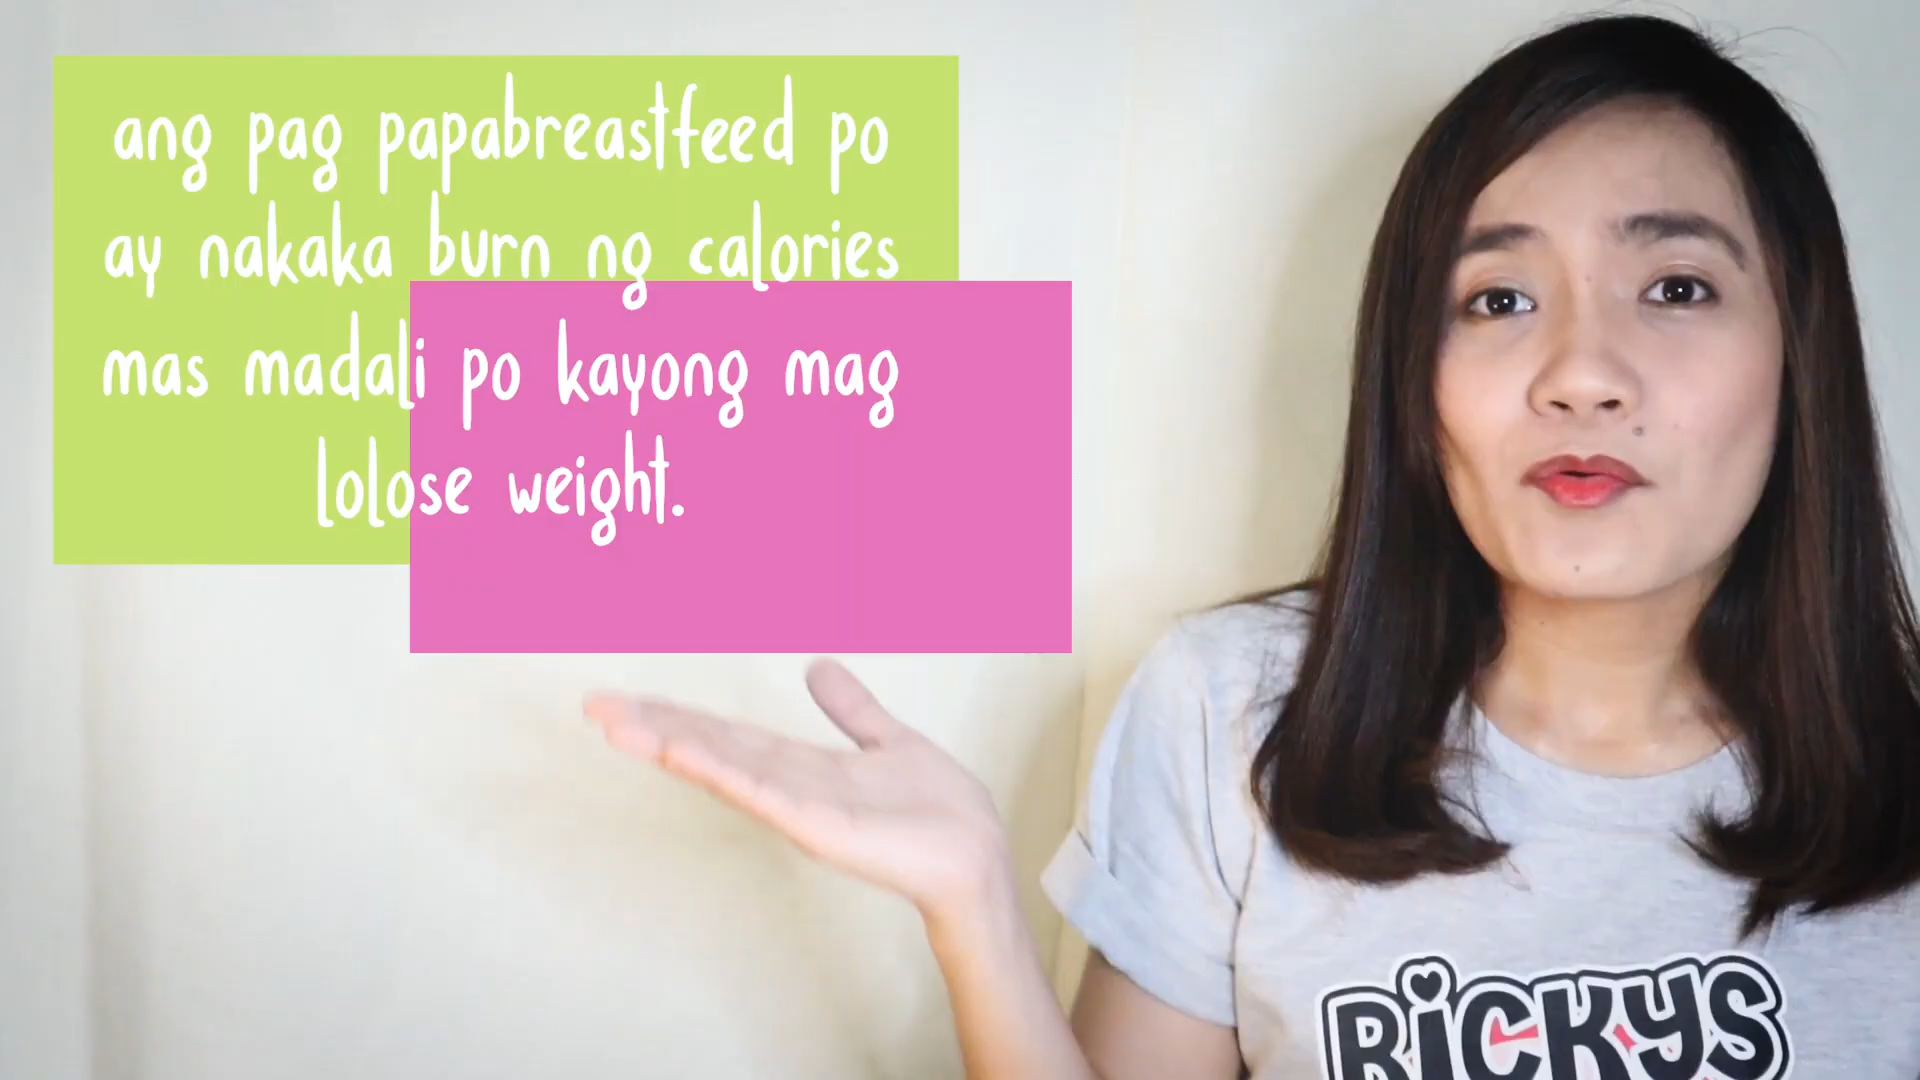 ang pag papabreastfeed po
ay nakaka burn ng calories
mas madali po kayong mag
lolose weight.
RiCKYS